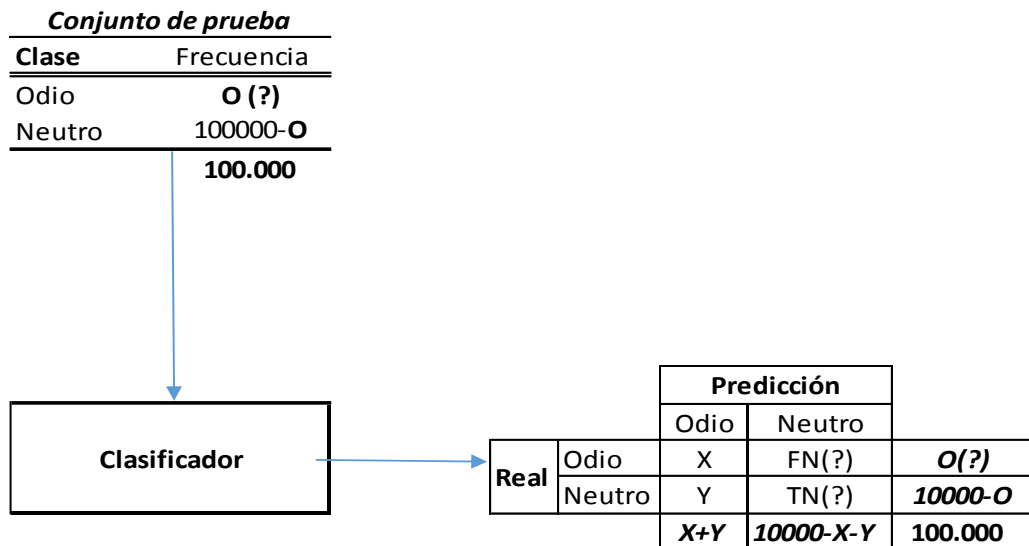 Conjunto de prueba
Clase Frecuencia
Odio O (?)
Neutro 100000-O
100.000
Clasificador
Predicción
Odio Neutro
Real Odio X FN(?) O(?)
Neutro Y TN(?) 10000-O
X+Y 10000-X-Y 100.000